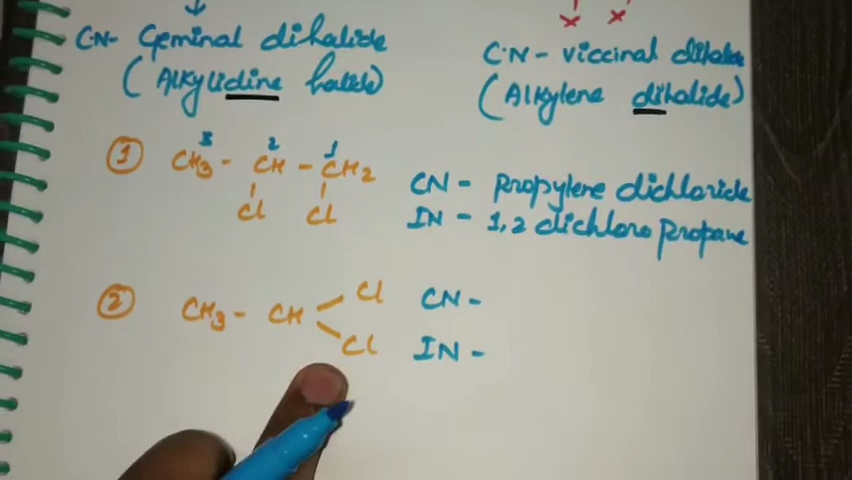 C·N- Geminal dihalide
(Alkylidine halide)
C·N - viccinal dihalide
(Alkylene dihalide)
① CH₃ - CH - CH₂
3 2 1
Cl Cl
CN - propylene dichloride
IN - 1,2 dichloro propane
② CH₃ - CH
Cl
Cl
CN -
IN -